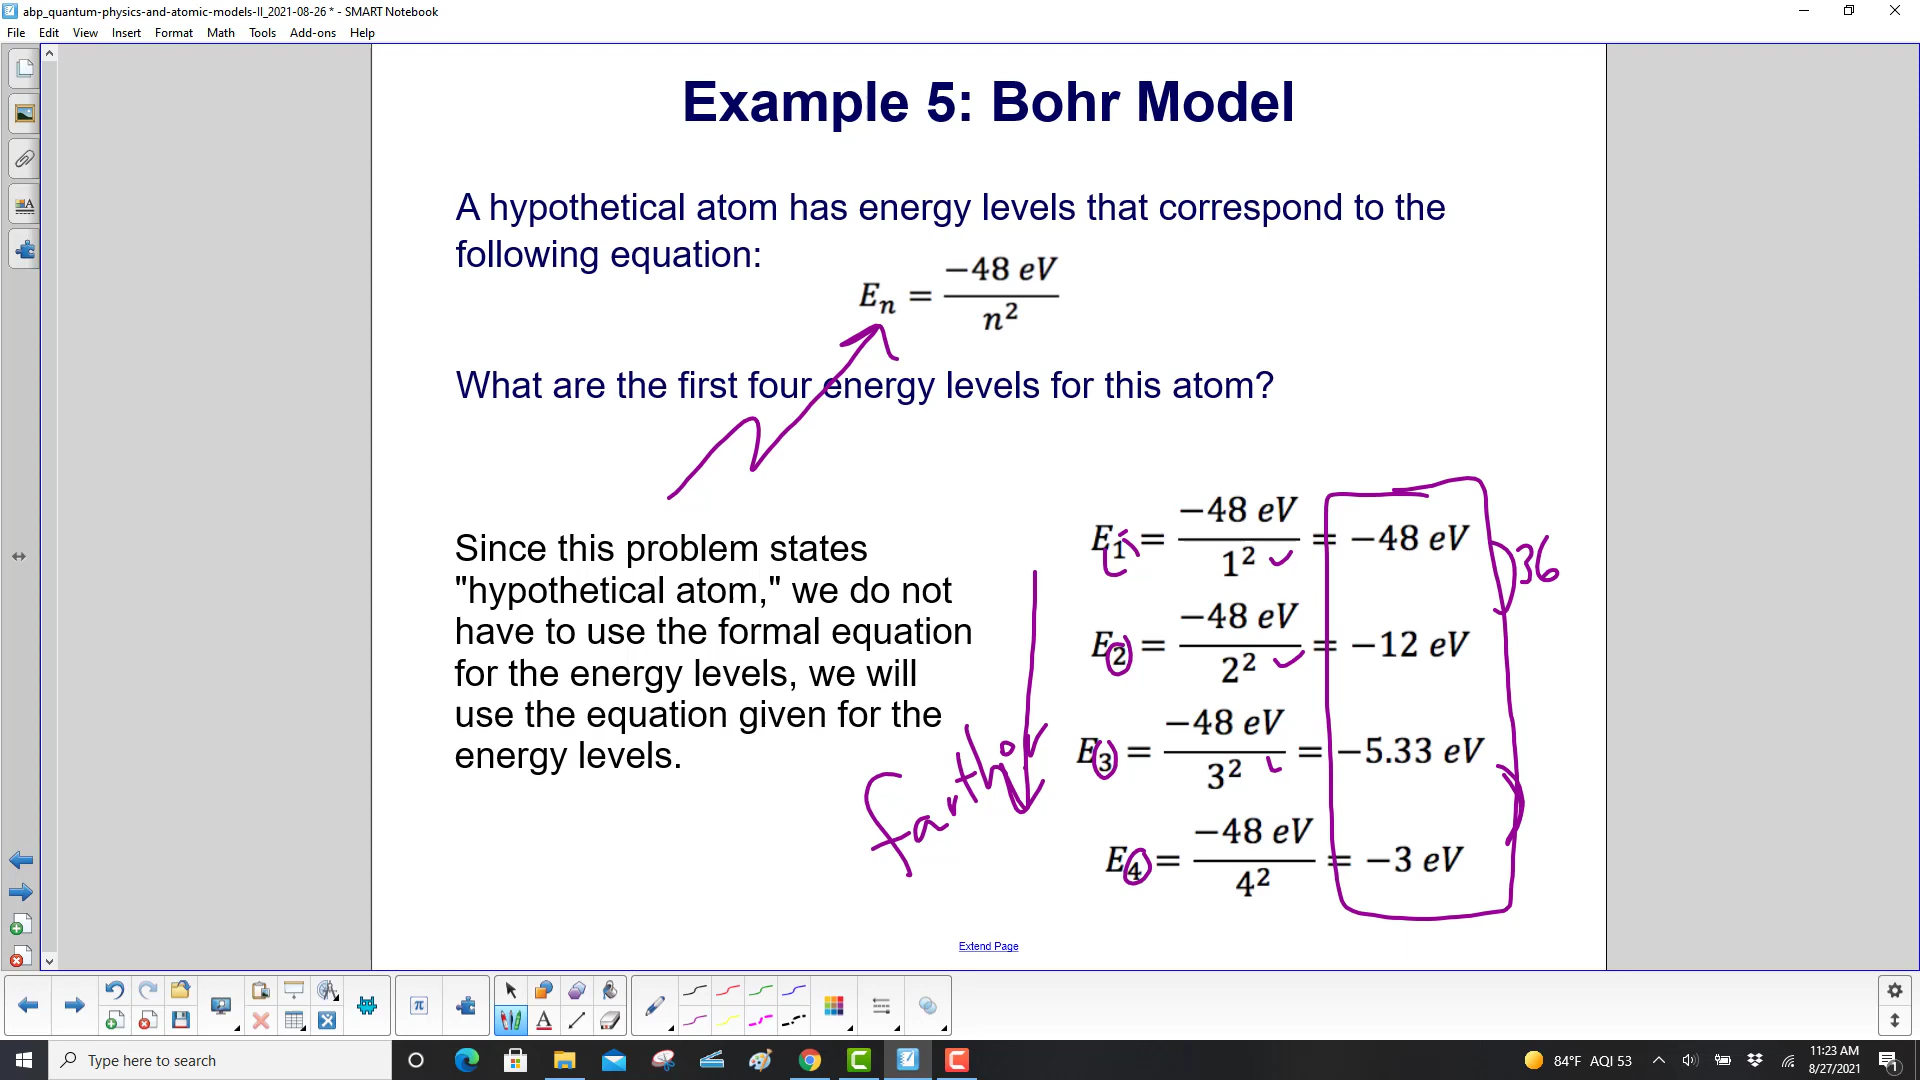 abp_quantum-physics-and-atomic-models-II_2021-08-26 * - SMART Notebook
File Edit View Insert Format Math Tools Add-ons Help
Example 5: Bohr Model
A hypothetical atom has energy levels that correspond to the
following equation:
Eₙ = −48 eV / n²
What are the first four energy levels for this atom?
Since this problem states
"hypothetical atom," we do not
have to use the formal equation
for the energy levels, we will
use the equation given for the
energy levels.
E₁ = −48 eV / 1² = −48 eV
36
E₂ = −48 eV / 2² = −12 eV
E₃ = −48 eV / 3² = −5.33 eV
E₄ = −48 eV / 4² = −3 eV
Extend Page
Type here to search
84°F AQI 53
11:23 AM
8/27/2021